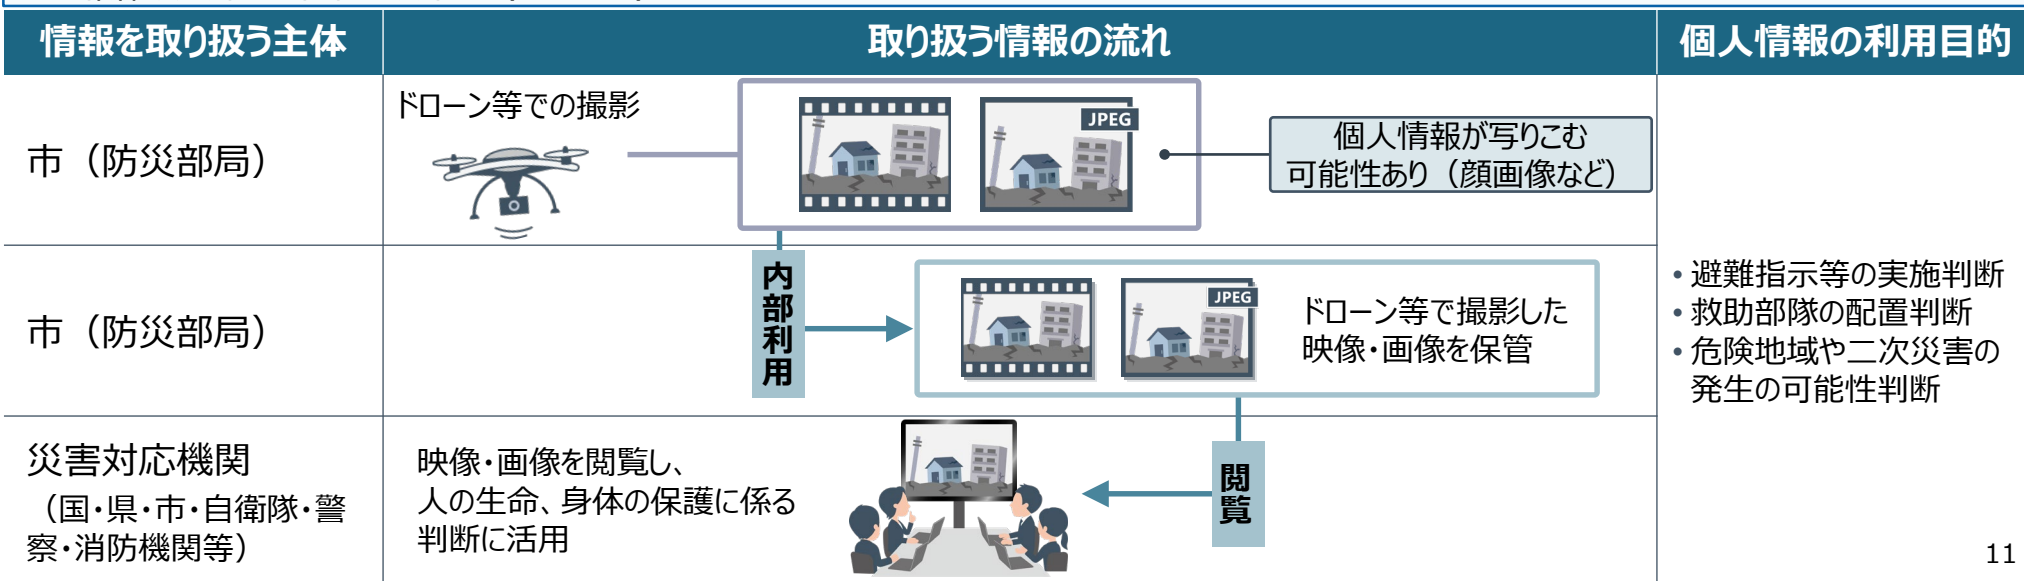 情報を取り扱う主体
取り扱う情報の流れ
個人情報の利用目的
市（防災部局）
ドローン等での撮影
JPEG
個人情報が写りこむ
可能性あり（顔画像など）
市（防災部局）
内部利用
JPEG
ドローン等で撮影した
映像・画像を保管
• 避難指示等の実施判断
• 救助部隊の配置判断
• 危険地域や二次災害の
発生の可能性判断
災害対応機関
（国・県・市・自衛隊・警
察・消防機関等）
映像・画像を閲覧し、
人の生命、身体の保護に係る
判断に活用
閲覧
11